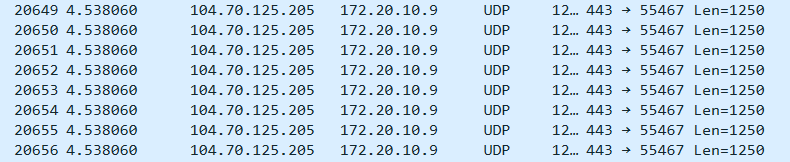 20649 4.538060 104.70.125.205 172.20.10.9 UDP 12… 443 → 55467 Len=1250
20650 4.538060 104.70.125.205 172.20.10.9 UDP 12… 443 → 55467 Len=1250
20651 4.538060 104.70.125.205 172.20.10.9 UDP 12… 443 → 55467 Len=1250
20652 4.538060 104.70.125.205 172.20.10.9 UDP 12… 443 → 55467 Len=1250
20653 4.538060 104.70.125.205 172.20.10.9 UDP 12… 443 → 55467 Len=1250
20654 4.538060 104.70.125.205 172.20.10.9 UDP 12… 443 → 55467 Len=1250
20655 4.538060 104.70.125.205 172.20.10.9 UDP 12… 443 → 55467 Len=1250
20656 4.538060 104.70.125.205 172.20.10.9 UDP 12… 443 → 55467 Len=1250